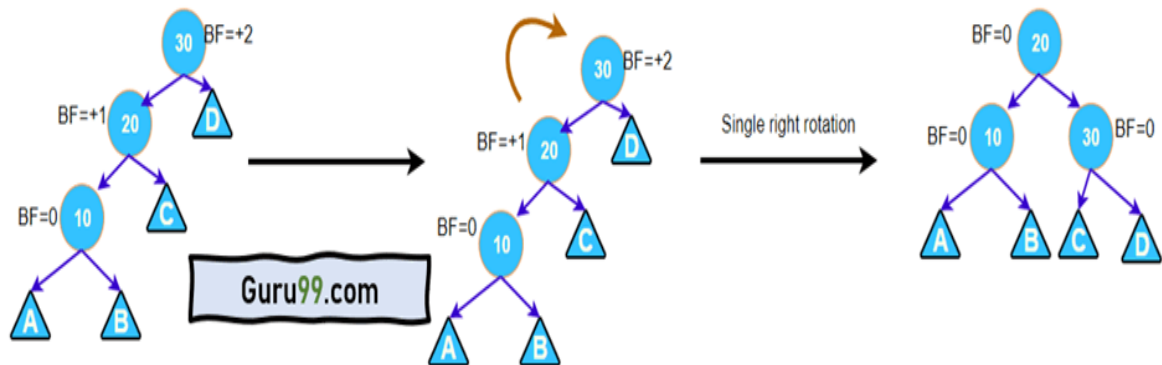 30 BF=+2
BF=+1 20 D
BF=0 10 C
A B
Guru99.com
30 BF=+2
BF=+1 20 D
BF=0 10 C
A B
Single right rotation
BF=0 20
BF=0 10 30 BF=0
A B C D